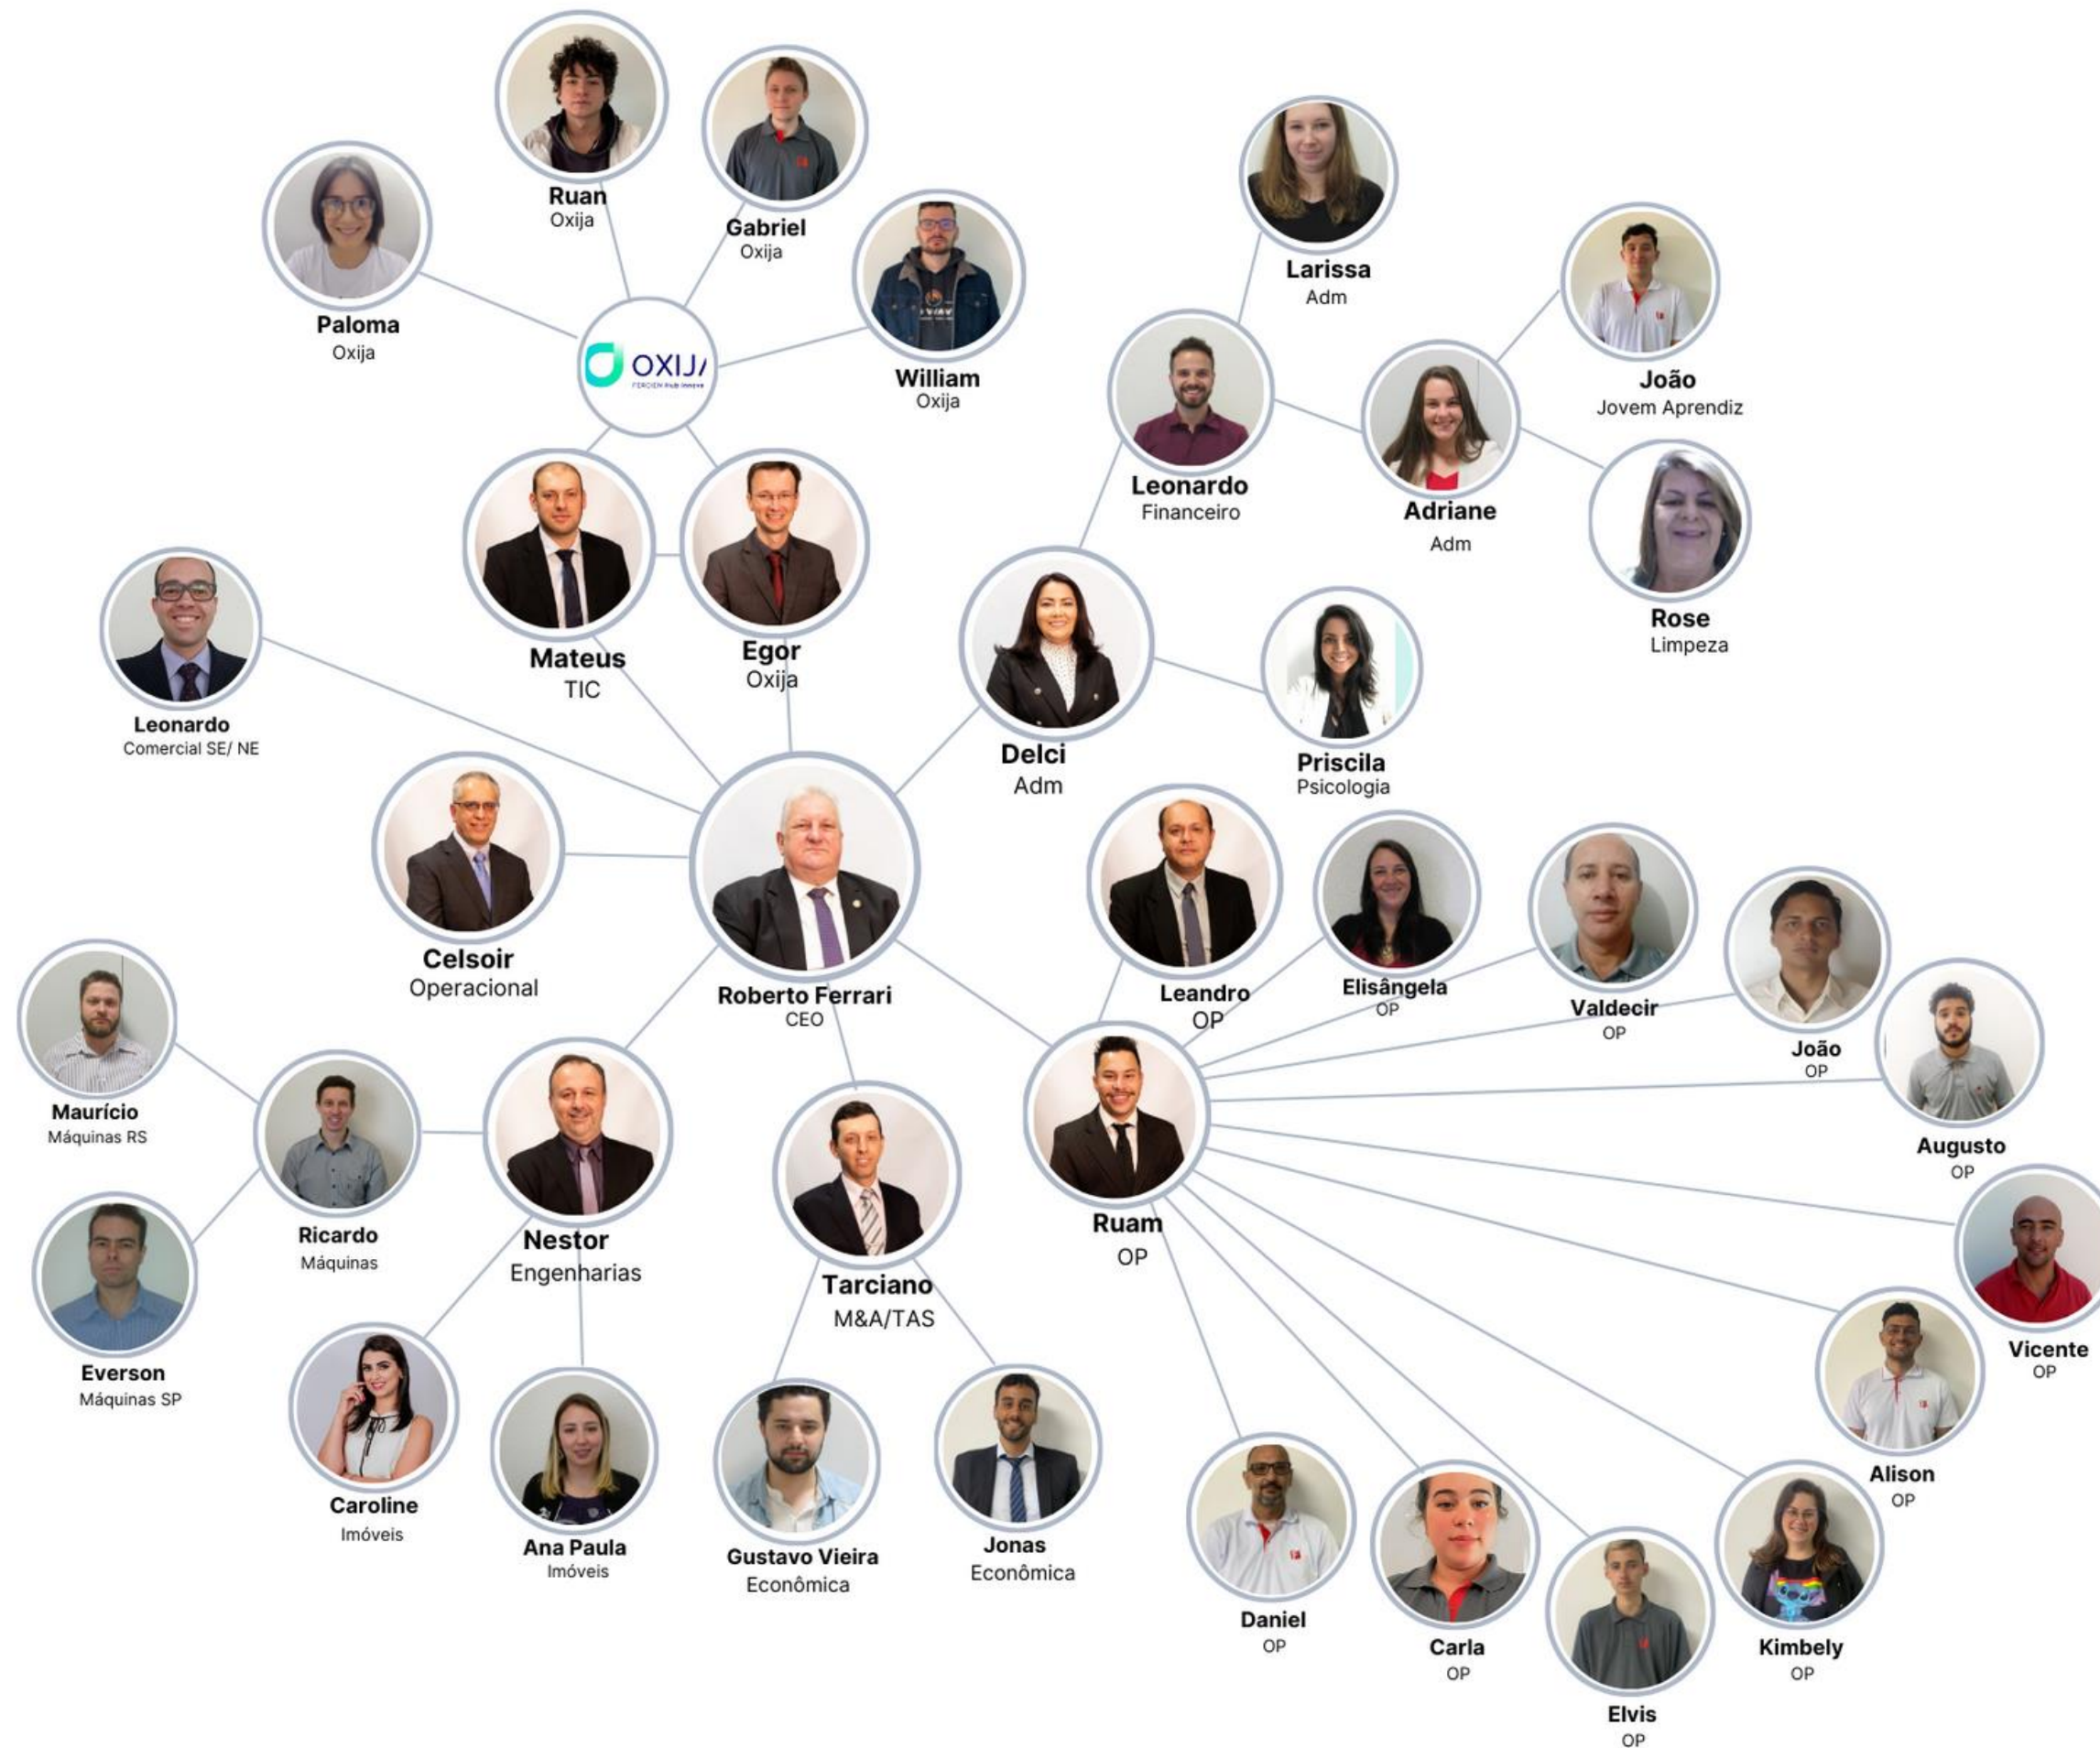 Ruan
Oxija
Gabriel
Oxija
Paloma
Oxija
William
Oxija
OXIJ
FERCIEN Hub Innova
Larissa
Adm
João
Jovem Aprendiz
Leonardo
Financeiro
Adriane
Adm
Rose
Limpeza
Mateus
TIC
Egor
Oxija
Leonardo
Comercial SE/ NE
Delci
Adm
Priscila
Psicologia
Celsoir
Operacional
Roberto Ferrari
CEO
Leandro
OP
Elisângela
OP
Valdecir
OP
João
OP
Augusto
OP
Maurício
Máquinas RS
Ricardo
Máquinas
Nestor
Engenharias
Tarciano
M&A/TAS
Ruam
OP
Vicente
OP
Everson
Máquinas SP
Caroline
Imóveis
Ana Paula
Imóveis
Gustavo Vieira
Econômica
Jonas
Econômica
Alison
OP
Daniel
OP
Carla
OP
Kimbely
OP
Elvis
OP